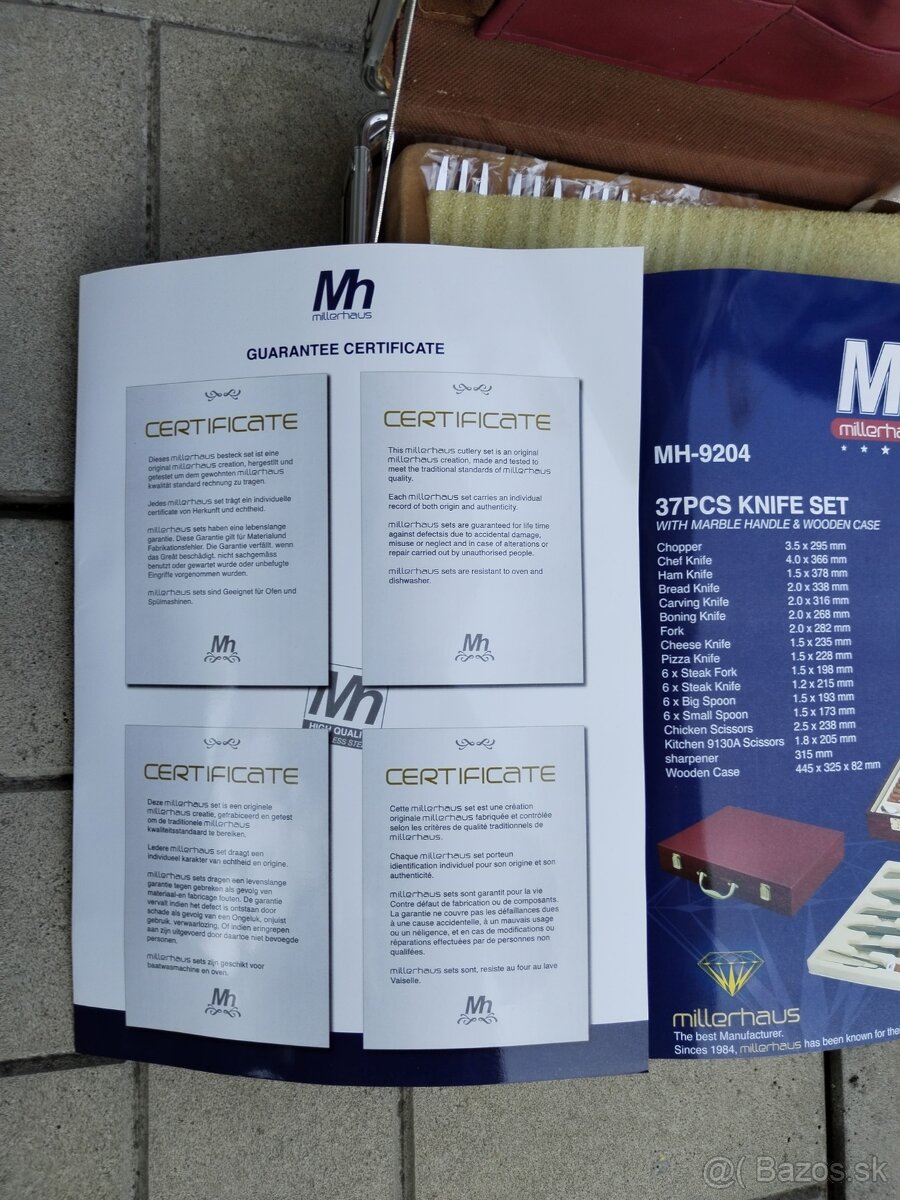 Mh
millerhaus
GUARANTEE CERTIFICATE
CERTIFICATE
Dieses millerhaus besteck set ist eine
original millerhaus creation, hergestllt und
getestet um dem gewohnten millerhaus
kwalität standard rechnung zu tragen.
Jedes millerhaus set trägt ein individuelle
certificate von Herkunft und echtheid.
millerhaus sets haben eine lebenslange
garantie. Diese Garantie gilt für Materialund
Fabrikationsfehler. Die Garantie verfällt, wenn
das Greät beschädigt, nicht sachgemäss
benutzt oder gewartet wurde oder unbefugte
Eingriffe vorgenommen wurden.
millerhaus sets sind Geeignet für Ofen und
Spülmashinen.
Mh
CERTIFICATE
This millerhaus cutlery set is an original
millerhaus creation, made and tested to
meet the traditional standards of millerhaus
quality.
Each millerhaus set carries an individual
record of both origin and authenticity.
millerhaus sets are guaranteed for life time
against defectsis due to accidental damage,
misuse or neglect and in case of alterations or
repair carried out by unauthorised people.
millerhaus sets are resistent to oven and
dishwasher.
Mh
Mh
HIGH QUALI
LESS STE
CERTIFICATE
Deze millerhaus set is een originele
millerhaus creatie, gefrabiceerd en getest
om de traditionele millerhaus
kwaliteitsstandaard te bereiken.
Iedere millerhaus set draagt een
individueel karakter van echtheid en origine.
millerhaus sets dragen een levenslange
garantie tegen gebreken als gevolg van
materiaal-en fabricage fouten. De garantie
vervalt indien het defect is ontstaan door
schade als gevolg van een Ongeluk, onjuist
gebruik, verwaarlozing. Of indien eringrepen
aan zijn uitgevoerd door daartoe niet bevoegde
personen.
millerhaus sets zijn geschikt voor
baatwasmachine en oven.
Mh
CERTIFICATE
Cette millerhaus set est une création
originale millerhaus fabriquée et contrôlée
selon les critères de qualité traditionnels de
millerhaus.
Chaque millerhaus set porteun
identification individuel pour son origine et son
authenticité.
millerhaus sets sont garantit pour la vie
Contre défaut de fabrication ou de composants.
La garantie ne couvre pas les défaillances dues
à une cause accidentelle, à un mauvais usage
ou un néligence, et en cas de modifications ou
réparations effectuées par de personnes non
qualifées.
millerhaus sets sont, resiste au four au lave
Vaiselle.
Mh
M
millerha
MH-9204
37PCS KNIFE SET
WITH MARBLE HANDLE & WOODEN CASE
Chopper 3.5 x 295 mm
Chef Knife 4.0 x 366 mm
Ham Knife 1.5 x 378 mm
Bread Knife 2.0 x 338 mm
Carving Knife 2.0 x 316 mm
Boning Knife 2.0 x 268 mm
Fork 2.0 x 282 mm
Cheese Knife 1.5 x 235 mm
Pizza Knife 1.5 x 228 mm
6 x Steak Fork 1.5 x 198 mm
6 x Steak Knife 1.2 x 215 mm
6 x Big Spoon 1.5 x 193 mm
6 x Small Spoon 1.5 x 173 mm
Chicken Scissors 2.5 x 238 mm
Kitchen 9130A Scissors 1.8 x 205 mm
sharpener 315 mm
Wooden Case 445 x 325 x 82 mm
millerhaus
The best Manufacturer.
Sinces 1984, millerhaus has been known for the
@( Bazos.sk